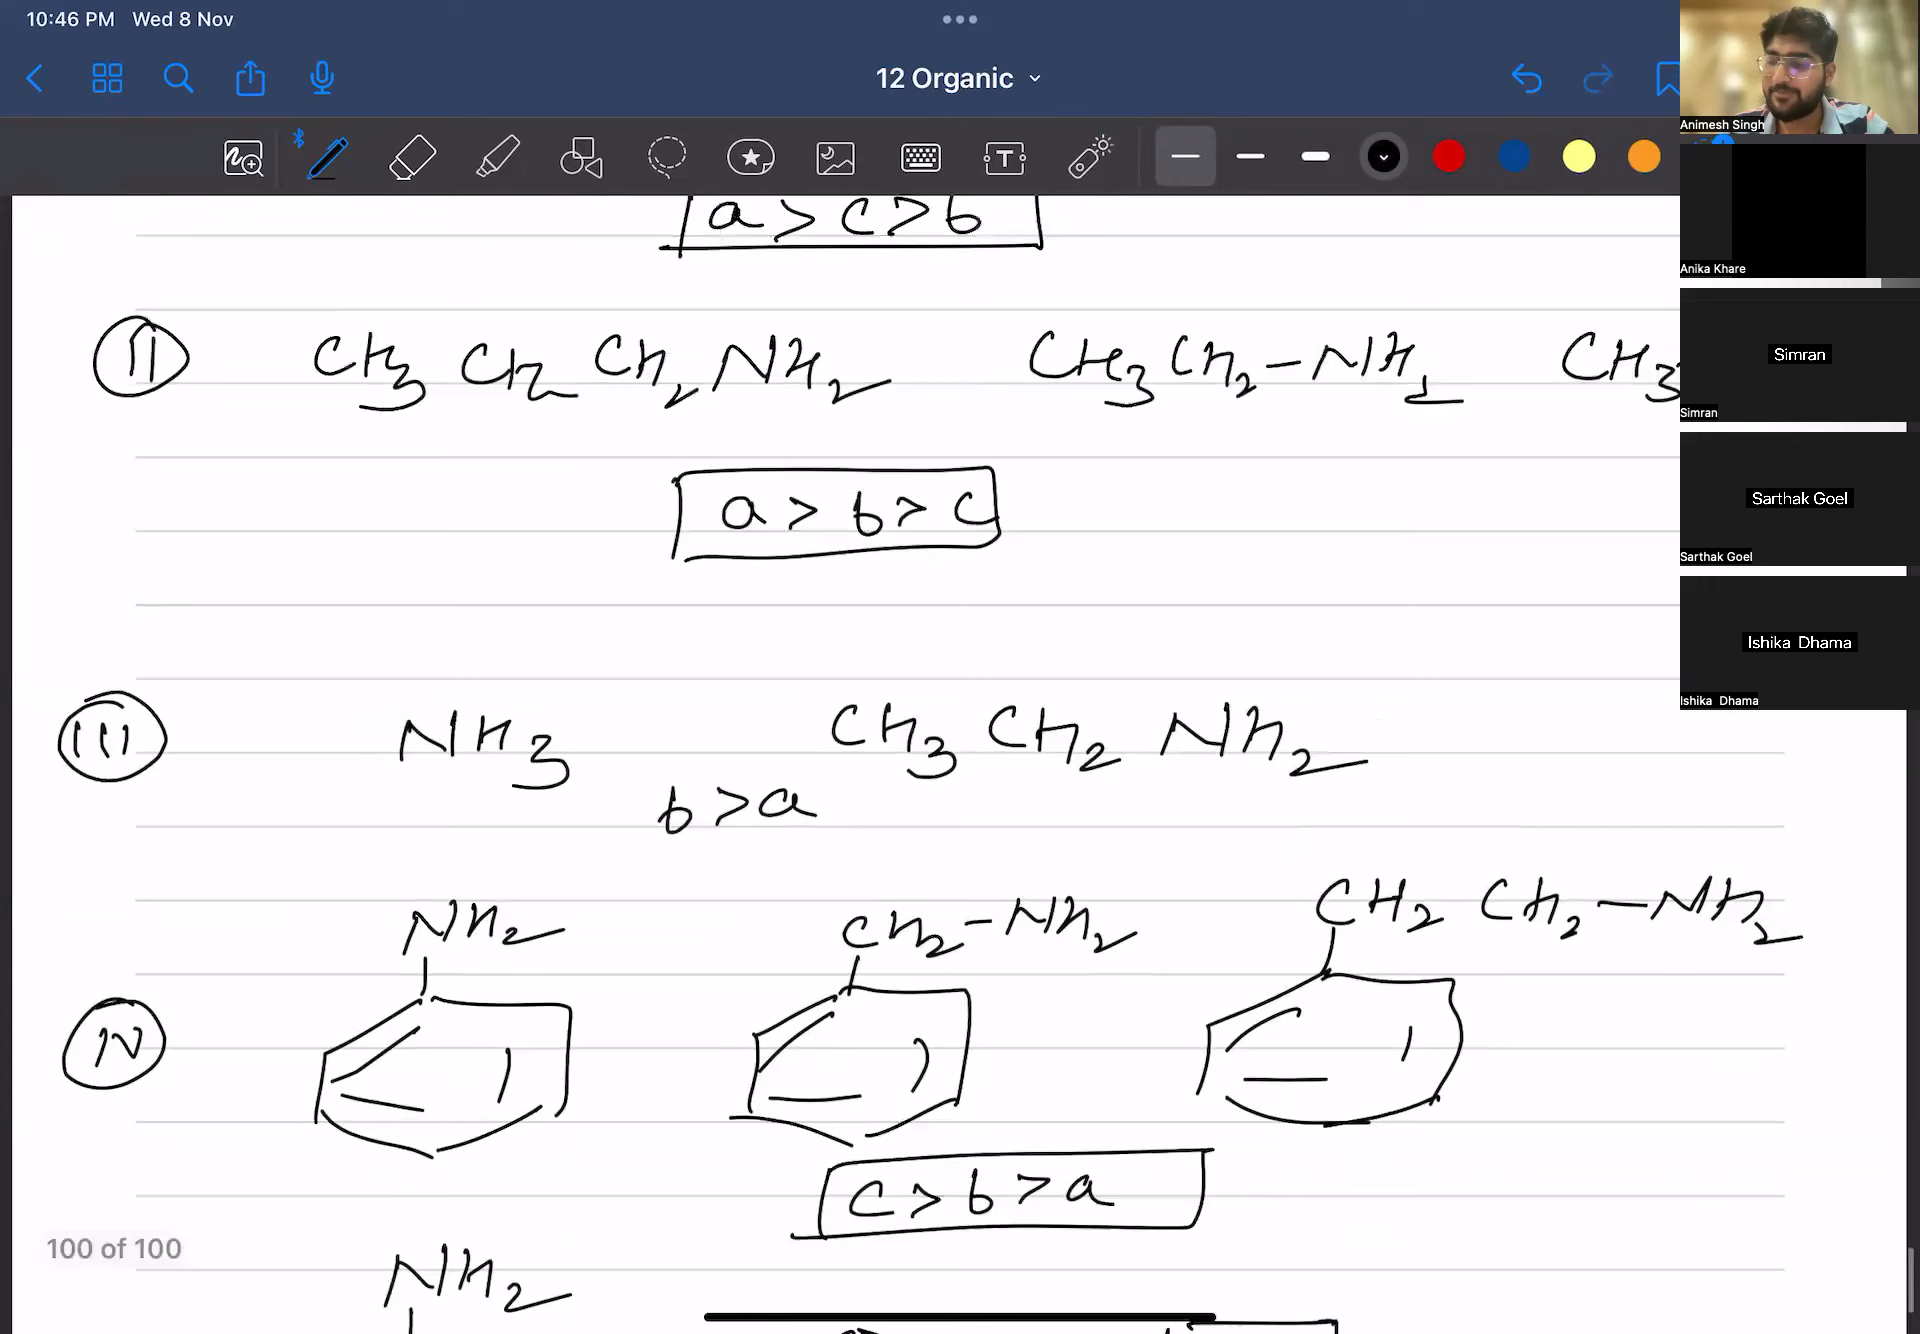 10:46 PM Wed 8 Nov
12 Organic
Animesh Singh
a > c > b
Anika Khare
II CH3 CH2 CH2 NH2 CH3 CH2-NH2 CH3
Simran
Simran
a > b > c
Sarthak Goel
Sarthak Goel
Ishika Dhama
Ishika Dhama
III NH3 CH3 CH2 NH2
b > a
NH2 CH2-NH2 CH2 CH2-NH2
IV
c > b > a
100 of 100
NH2